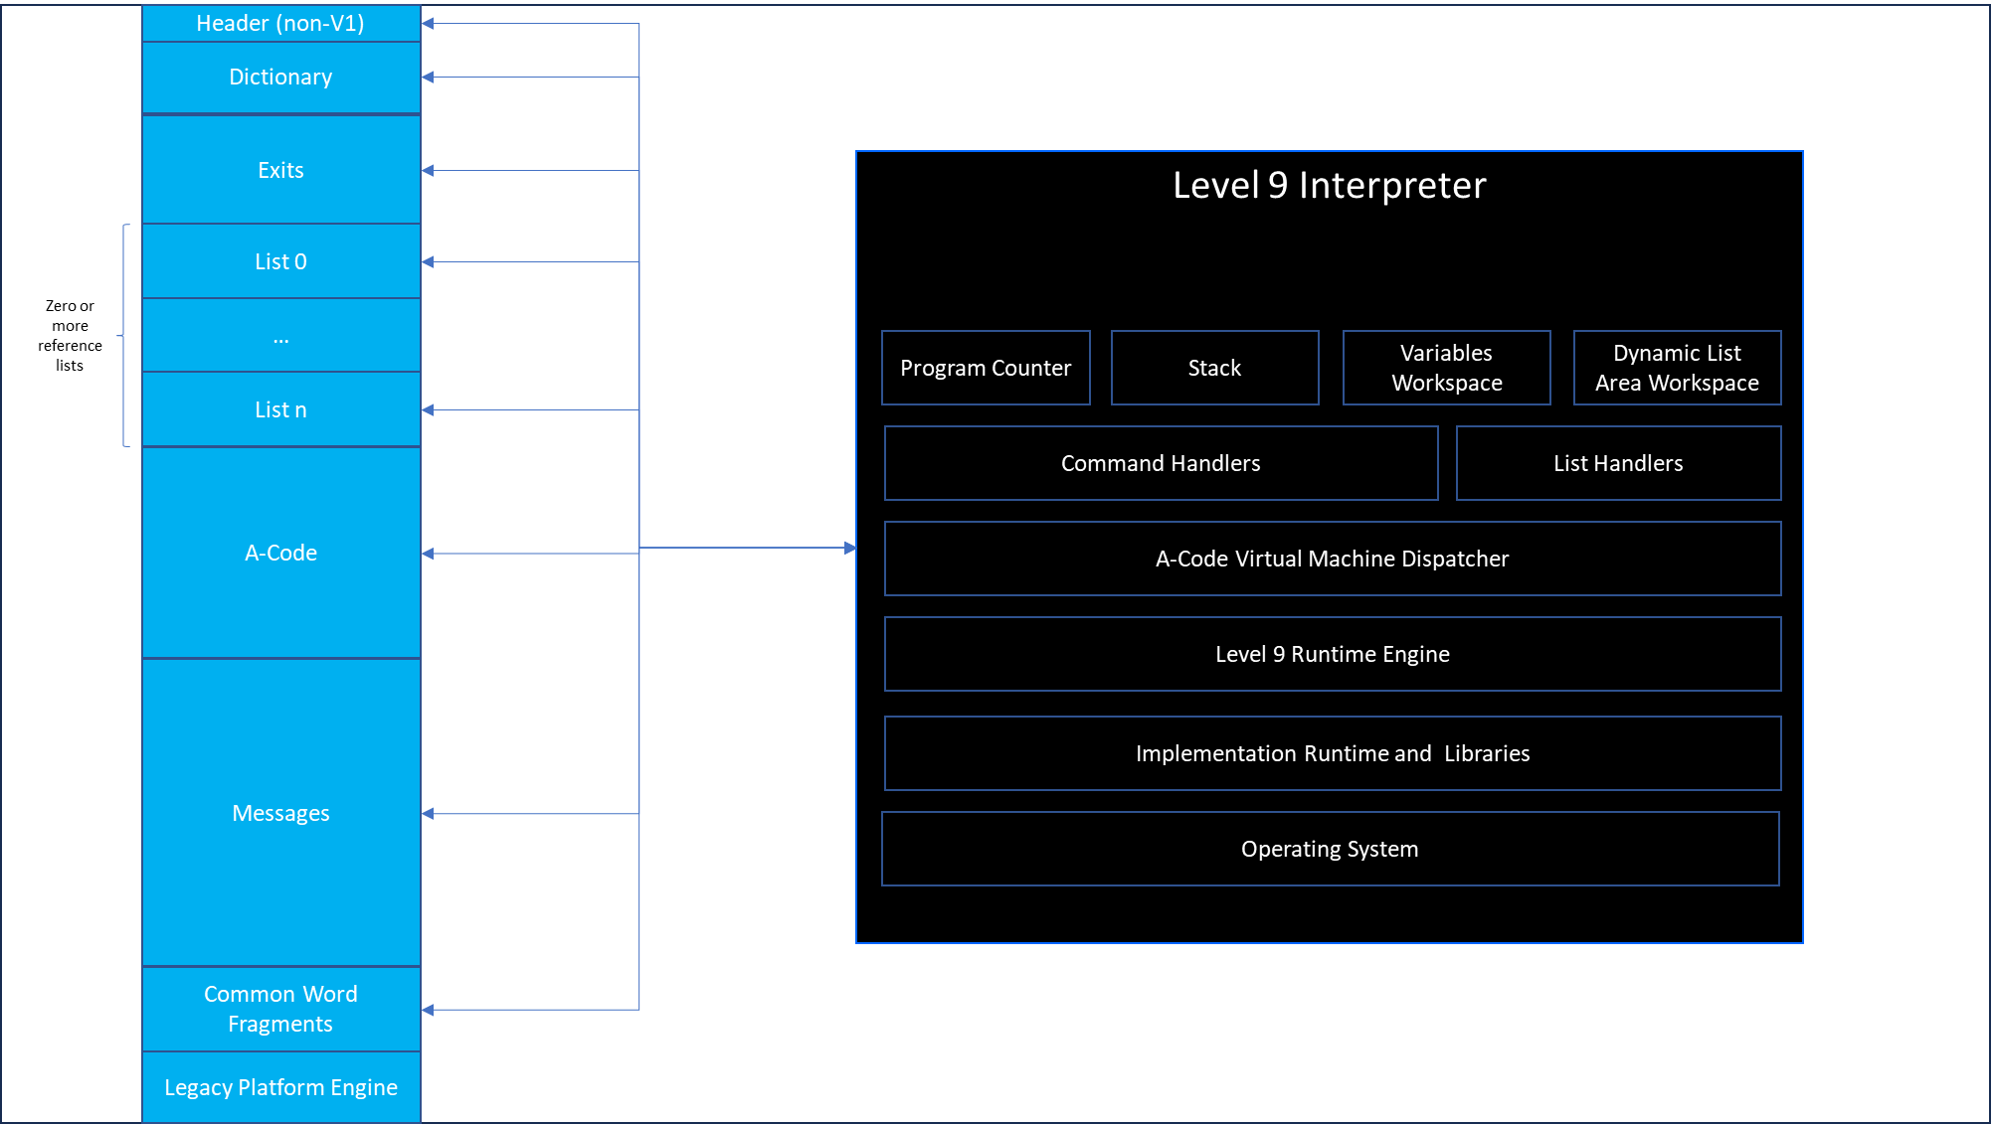 Header (non-V1)
Dictionary
Exits
List 0
...
List n
Zero or
more
reference
lists
A-Code
Messages
Common Word
Fragments
Legacy Platform Engine
Level 9 Interpreter
Program Counter
Stack
Variables
Workspace
Dynamic List
Area Workspace
Command Handlers
List Handlers
A-Code Virtual Machine Dispatcher
Level 9 Runtime Engine
Implementation Runtime and  Libraries
Operating System